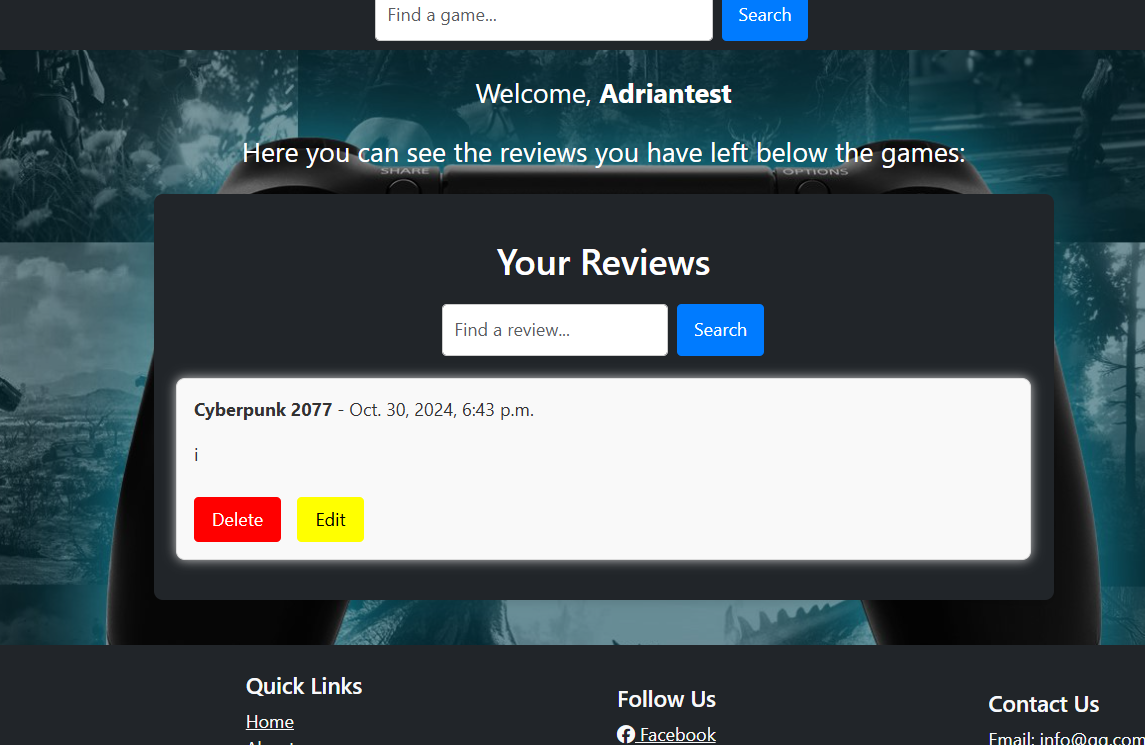 Find a game...
Search
Welcome, Adriantest
Here you can see the reviews you have left below the games:
SHARE
OPTIONS
Your Reviews
Find a review...
Search
Cyberpunk 2077 - Oct. 30, 2024, 6:43 p.m.
i
Delete
Edit
Quick Links
Home
Follow Us
Facebook
Contact Us
Email: info@gg.com